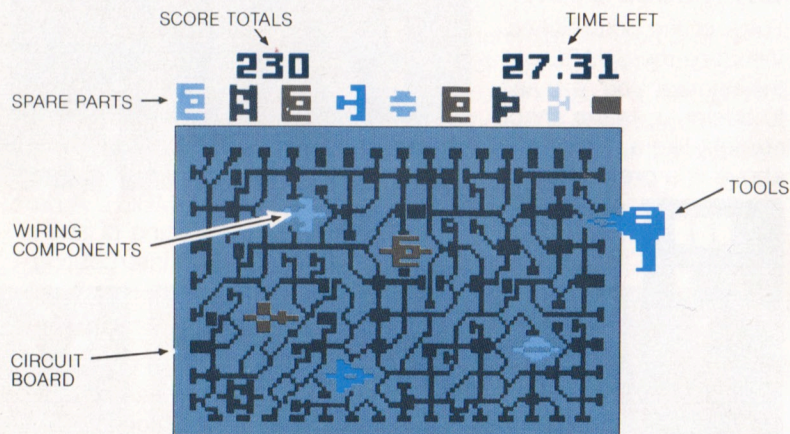 SCORE TOTALS
TIME LEFT
230
27:31
SPARE PARTS
TOOLS
WIRING
COMPONENTS
CIRCUIT
BOARD